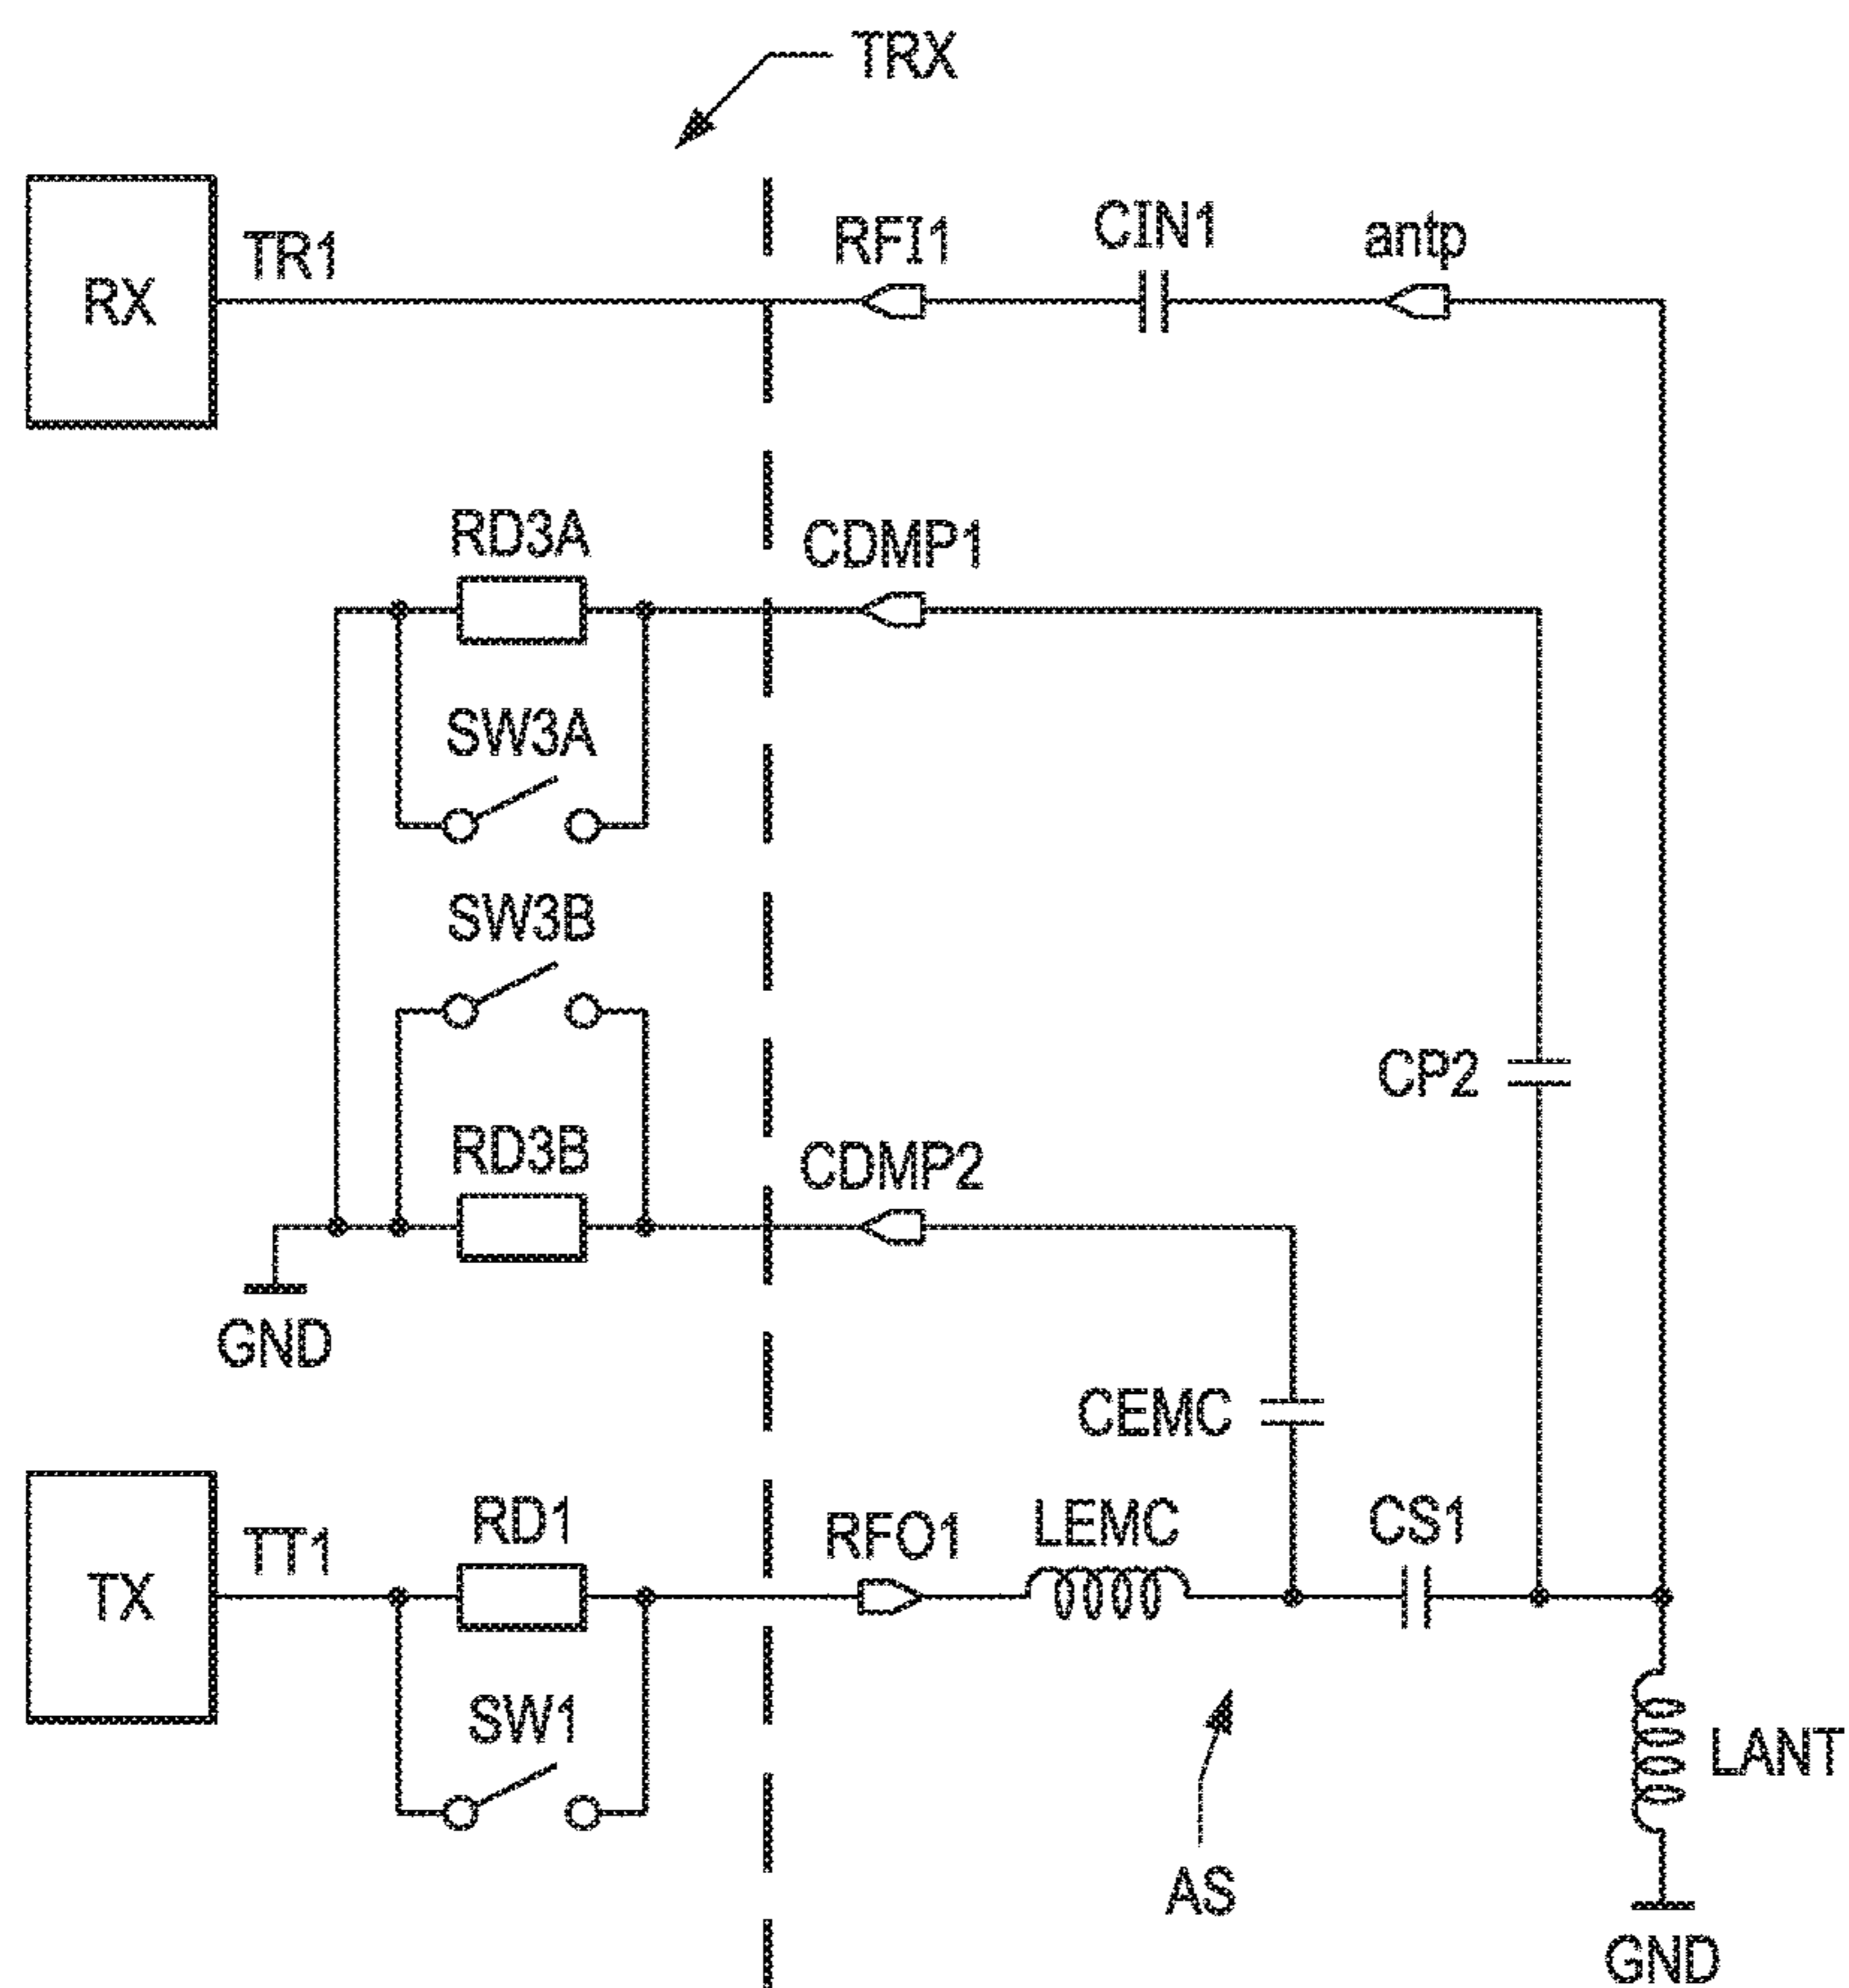 TRX
RX
TR1
RFI1
CIN1
antp
RD3A
CDMP1
SW3A
SW3B
CP2
RD3B
CDMP2
GND
CEMC
TX
TT1
RD1
RFO1
LEMC
CS1
SW1
LANT
AS
GND